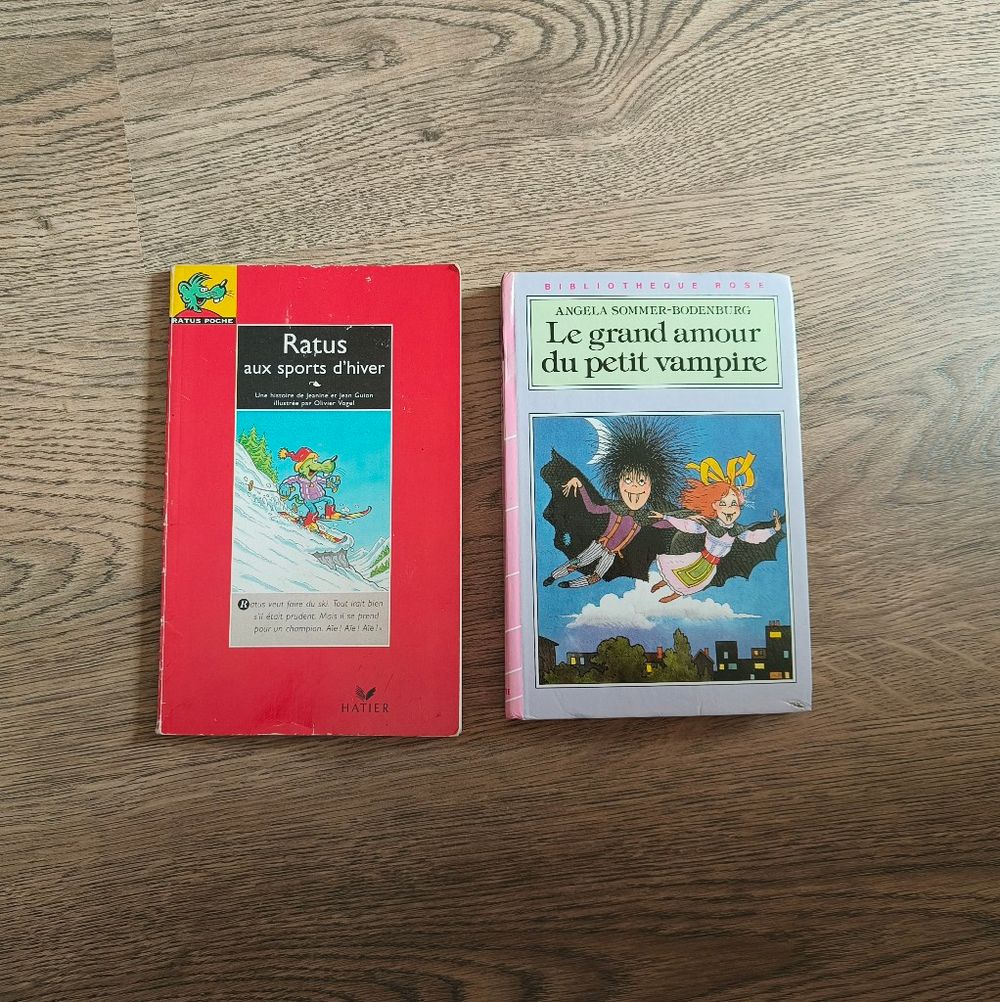 RATUS POCHE
Ratus
aux sports d'hiver
Une histoire de Jeanine et Jean Guion
illustrée par Olivier Vogel
Ratus veut faire du ski. Tout irait bien
s'il était prudent. Mais il se prend
pour un champion. Aïe ! Aïe ! Aïe !
HATIER
BIBLIOTHEQUE ROSE
ANGELA SOMMER-BODENBURG
Le grand amour
du petit vampire